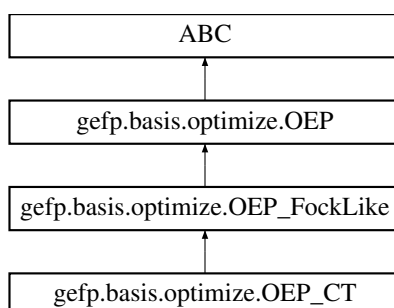 ABC
gefp.basis.optimize.OEP
gefp.basis.optimize.OEP_FockLike
gefp.basis.optimize.OEP_CT